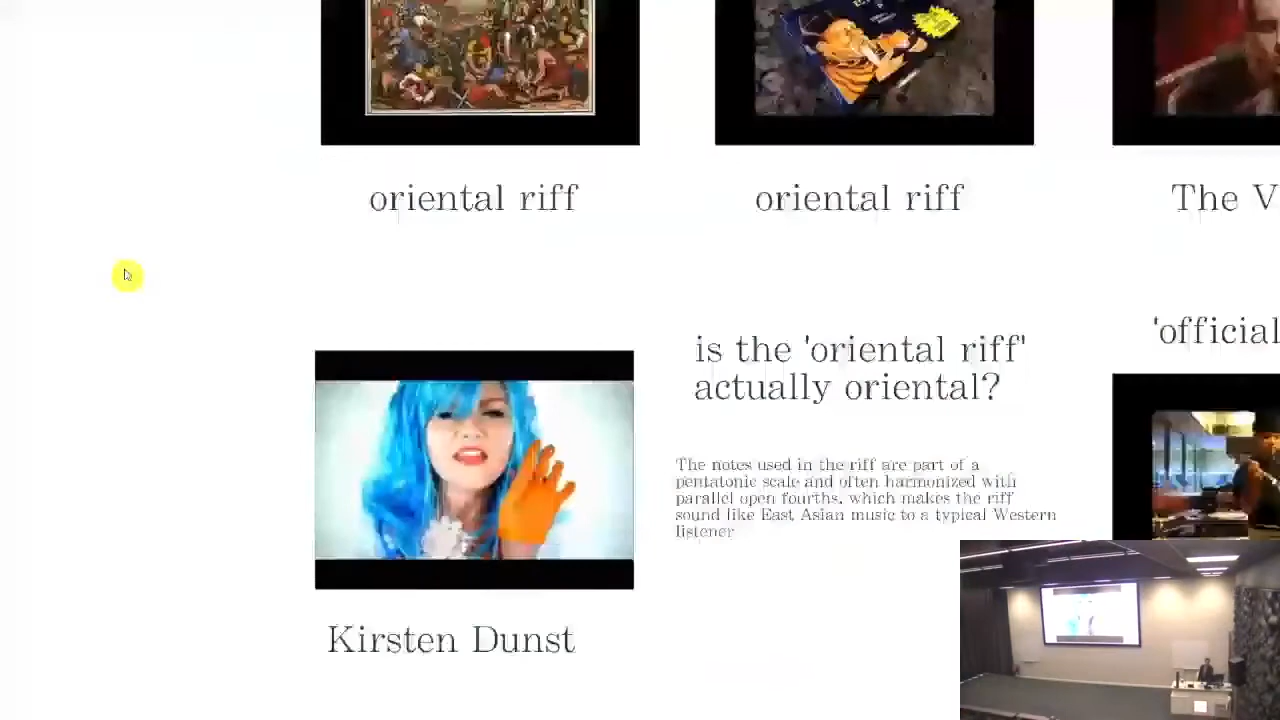 oriental riff
oriental riff
The V
'official
is the 'oriental riff'
actually oriental?
The notes used in the riff are part of a
pentatonic scale and often harmonized with
parallel open fourths, which makes the riff
sound like East Asian music to a typical Western
listener
Kirsten Dunst